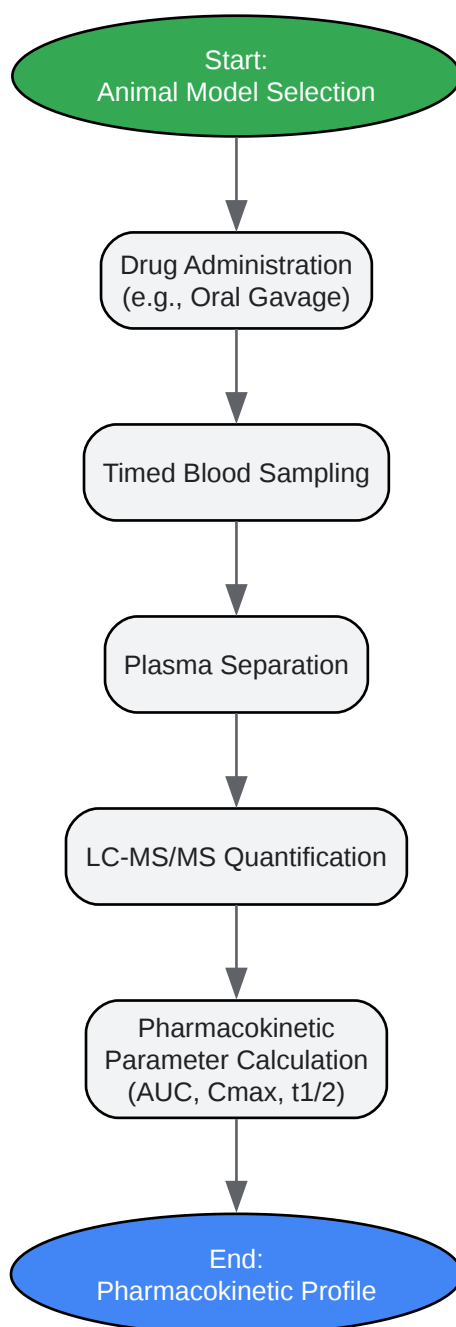 Start:
Animal Model Selection
Drug Administration
(e.g., Oral Gavage)
Timed Blood Sampling
Plasma Separation
LC-MS/MS Quantification
Pharmacokinetic
Parameter Calculation
(AUC, Cmax, t1/2)
End:
Pharmacokinetic Profile